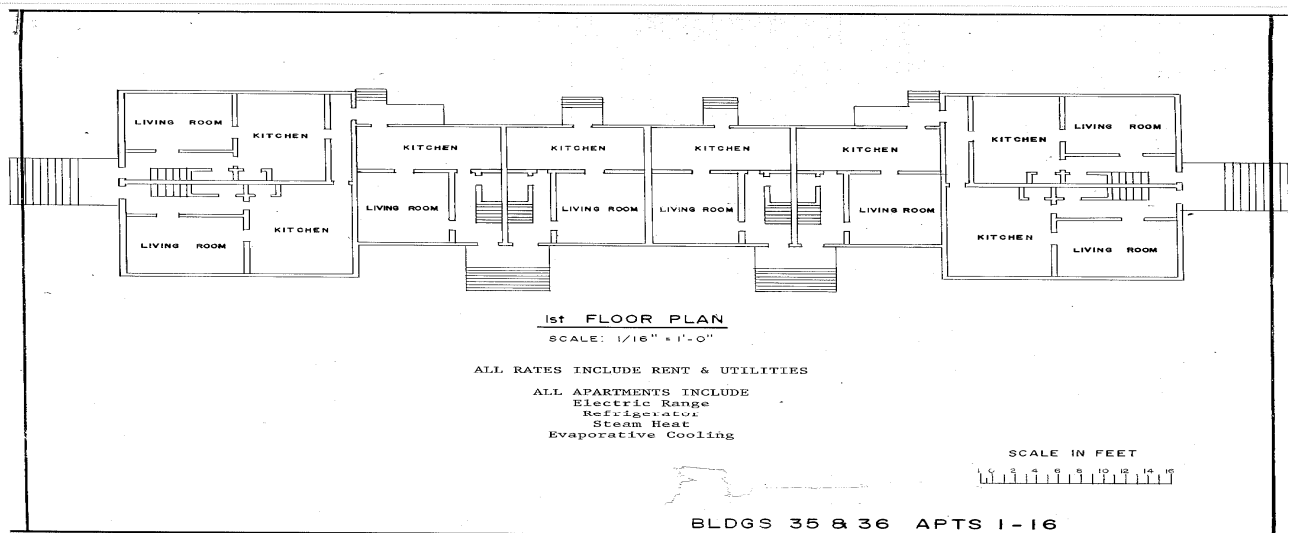 LIVING ROOM
KITCHEN
KITCHEN
KITCHEN
KITCHEN
KITCHEN
KITCHEN
LIVING ROOM
LIVING ROOM
KITCHEN
LIVING ROOM
LIVING ROOM
LIVING ROOM
LIVING ROOM
KITCHEN
LIVING ROOM
1st FLOOR PLAN
SCALE: 1/16" = 1'-0"
ALL RATES INCLUDE RENT & UTILITIES
ALL APARTMENTS INCLUDE
Electric Range
Refrigerator
Steam Heat
Evaporative Cooling
SCALE IN FEET
1 0 2 4 6 8 10 12 14 16
BLDGS 35 & 36 APTS 1-16